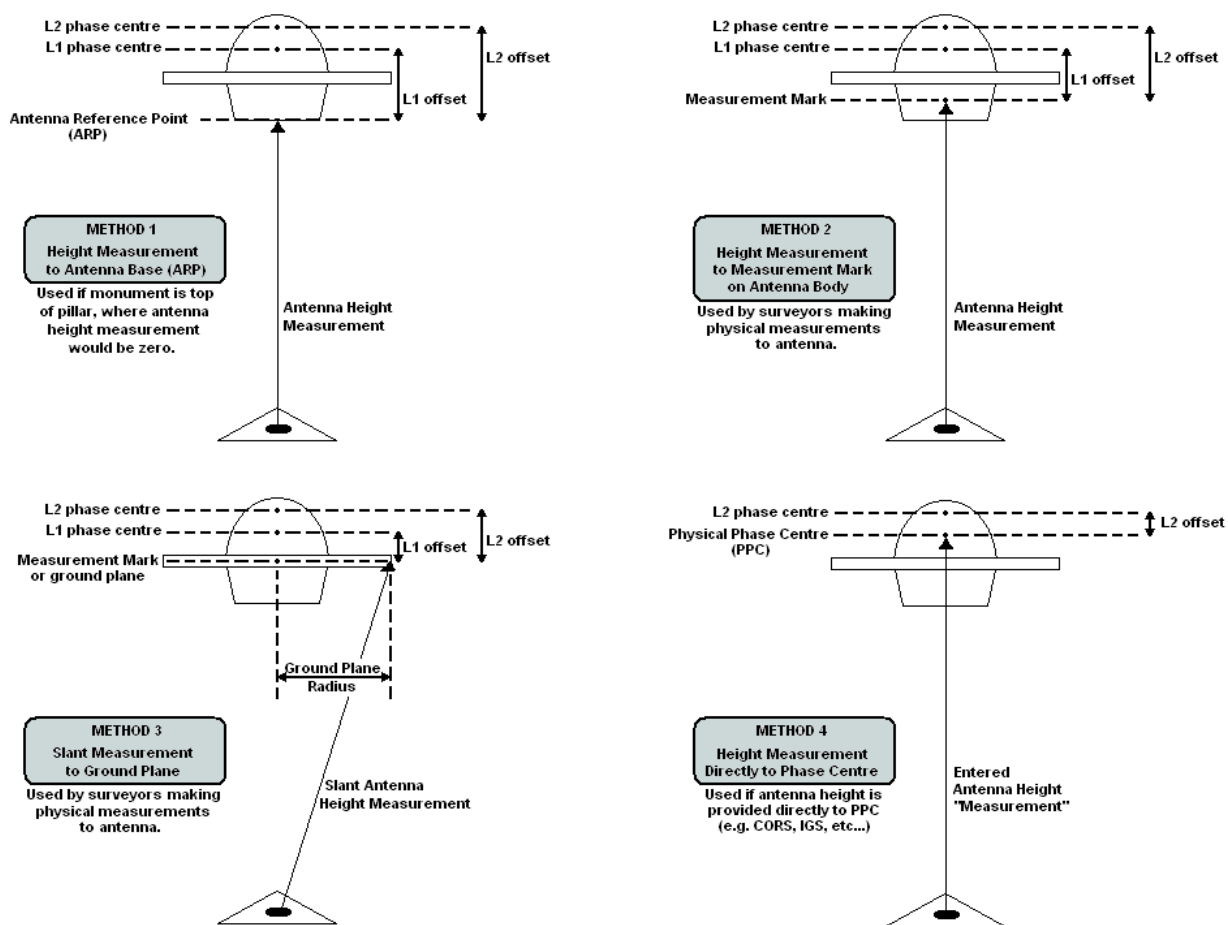 L2 phase centre
L1 phase centre
L2 offset
L1 offset
Antenna Reference Point
(ARP)
METHOD 1
Height Measurement
to Antenna Base (ARP)
Used if monument is top
of pillar, where antenna
height measurement
would be zero.
Antenna Height
Measurement
L2 phase centre
L1 phase centre
L2 offset
L1 offset
Measurement Mark
METHOD 2
Height Measurement
to Measurement Mark
on Antenna Body
Used by surveyors making
physical measurements
to antenna.
Antenna Height
Measurement
L2 phase centre
L1 phase centre
L1 offset
L2 offset
Measurement Mark
or ground plane
Ground Plane
Radius
METHOD 3
Slant Measurement
to Ground Plane
Used by surveyors making
physical measurements
to antenna.
Slant Antenna
Height Measurement
L2 phase centre
L2 offset
Physical Phase Centre
(PPC)
METHOD 4
Height Measurement
Directly to Phase Centre
Used if antenna height is
provided directly to PPC
(e.g. CORS, IGS, etc...)
Entered
Antenna Height
"Measurement"